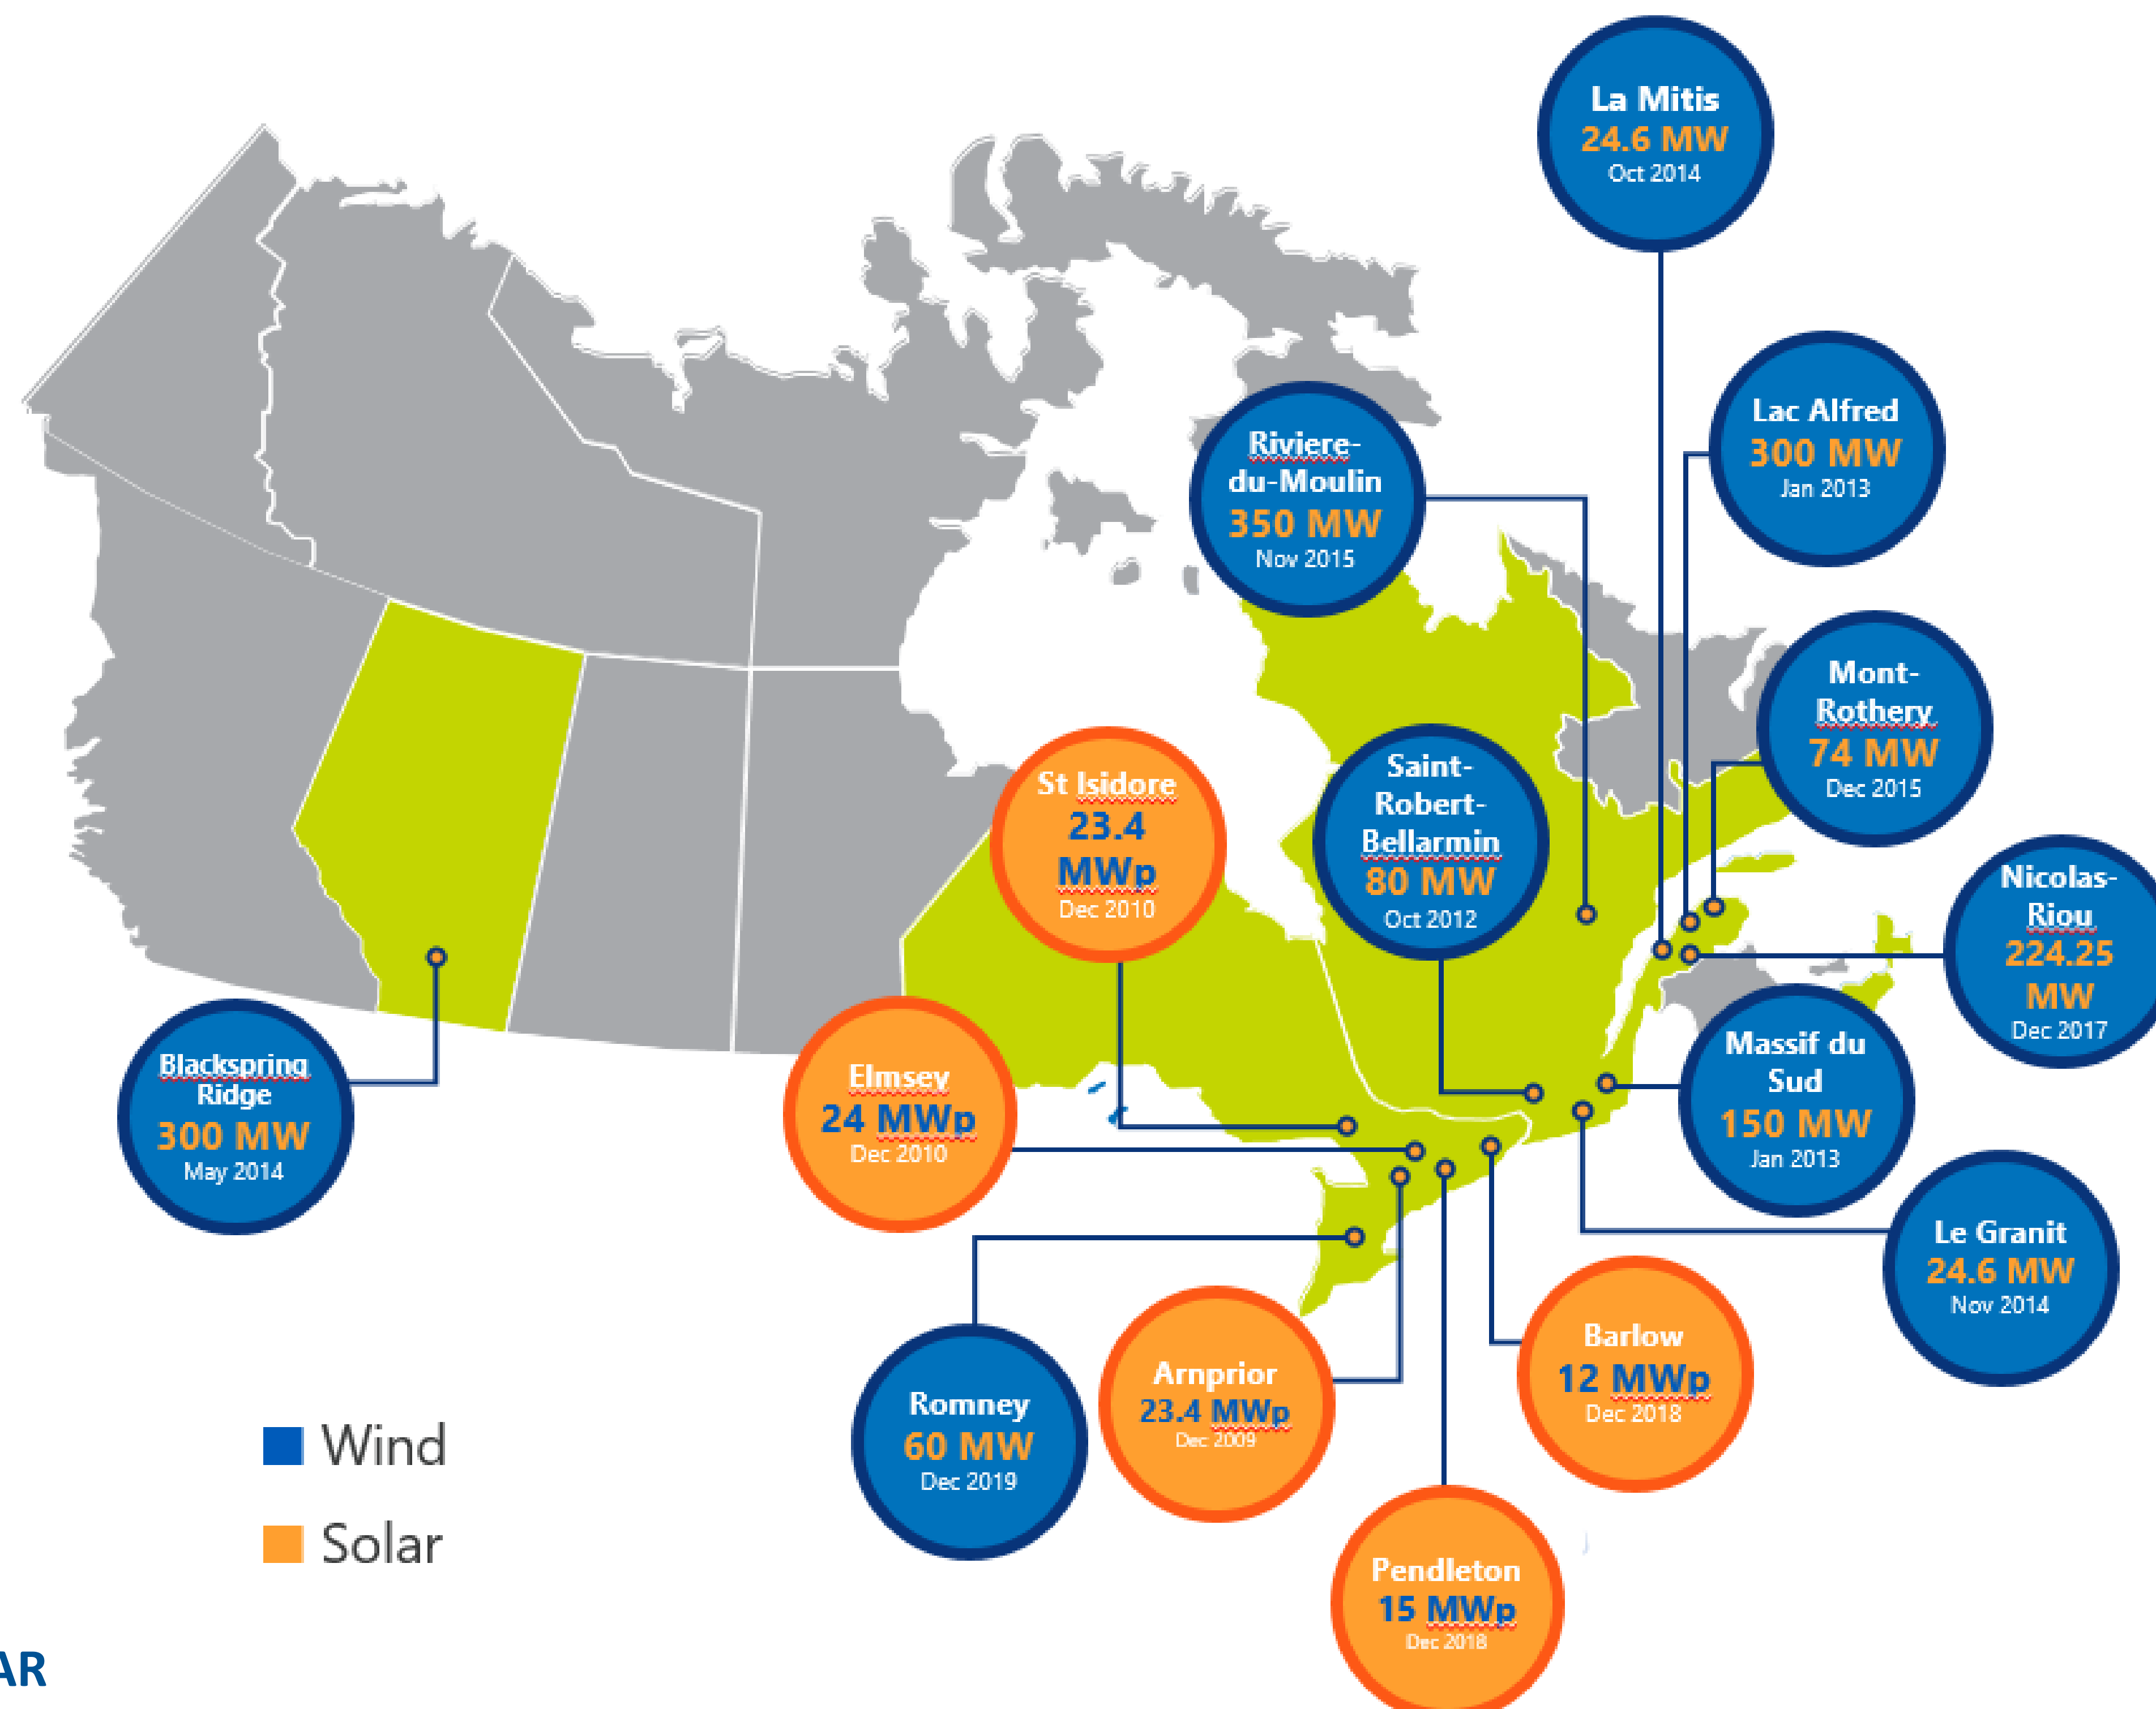 La Mitis
24.6 MW
Oct 2014
Lac Alfred
300 MW
Jan 2013
Riviere-
du-Moulin
350 MW
Nov 2015
Mont-
Rothery
74 MW
Dec 2015
St Isidore
23.4
MWp
Dec 2010
Saint-
Robert-
Bellarmin
80 MW
Oct 2012
Nicolas-
Riou
224.25
MW
Dec 2017
Blackspring
Ridge
300 MW
May 2014
Elmsey
24 MWp
Dec 2010
Massif du
Sud
150 MW
Jan 2013
Le Granit
24.6 MW
Nov 2014
Romney
60 MW
Dec 2019
Arnprior
23.4 MWp
Dec 2009
Barlow
12 MWp
Dec 2018
Pendleton
15 MWp
Dec 2018
Wind
Solar
AR